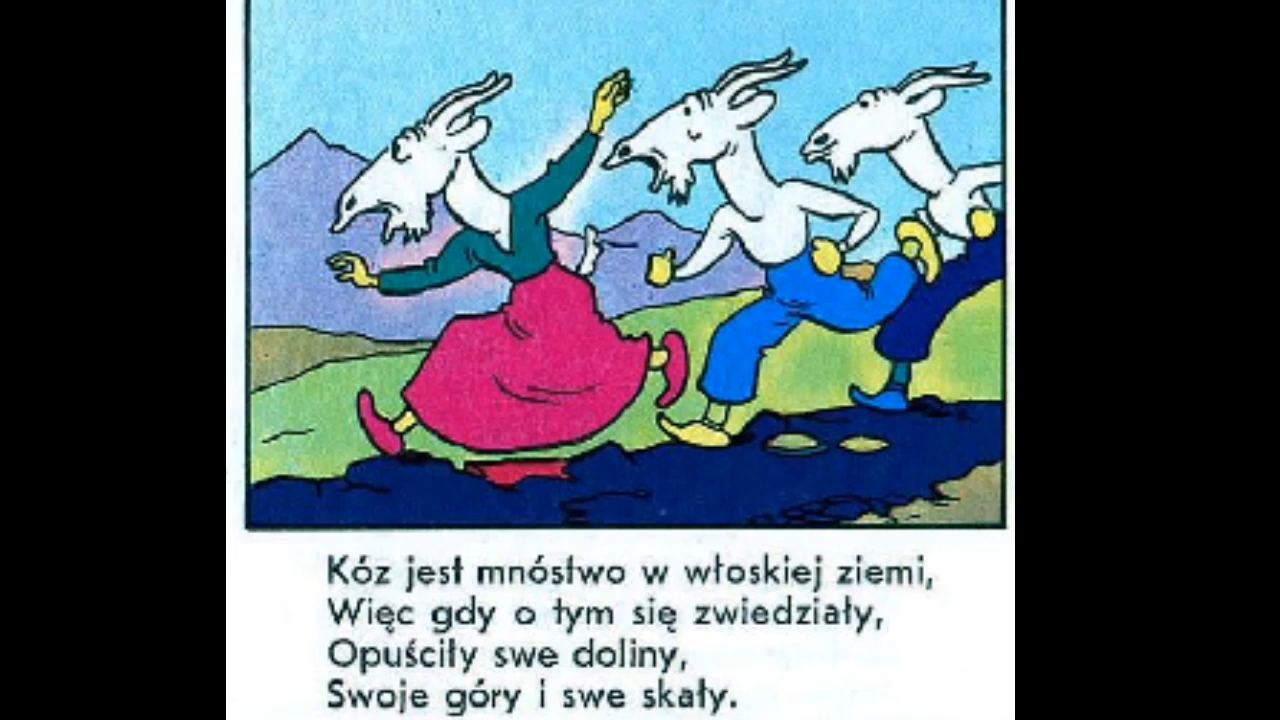 Kóz jest mnóstwo w włoskiej ziemi,
Więc gdy o tym się zwiedziały,
Opuściły swe doliny,
Swoje góry i swe skały.